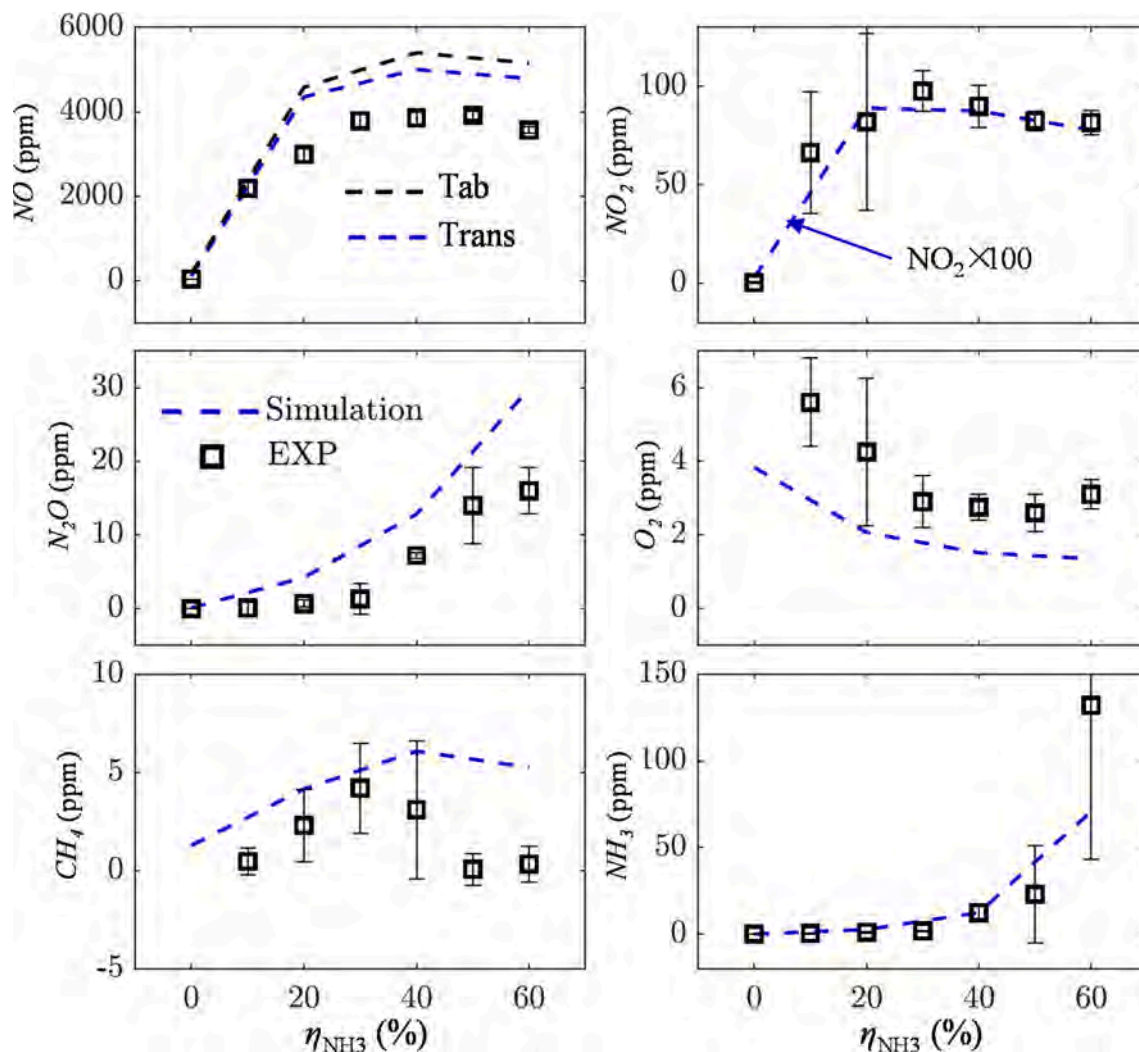 6000
4000
2000
0
NO (ppm)
Tab
Trans
100
50
0
NO₂ (ppm)
NO₂×100
30
20
10
0
N₂O (ppm)
Simulation
EXP
6
4
2
0
O₂ (ppm)
10
5
0
-5
CH₄ (ppm)
0 20 40 60
η_NH3 (%)
150
100
50
0
NH₃ (ppm)
0 20 40 60
η_NH3 (%)